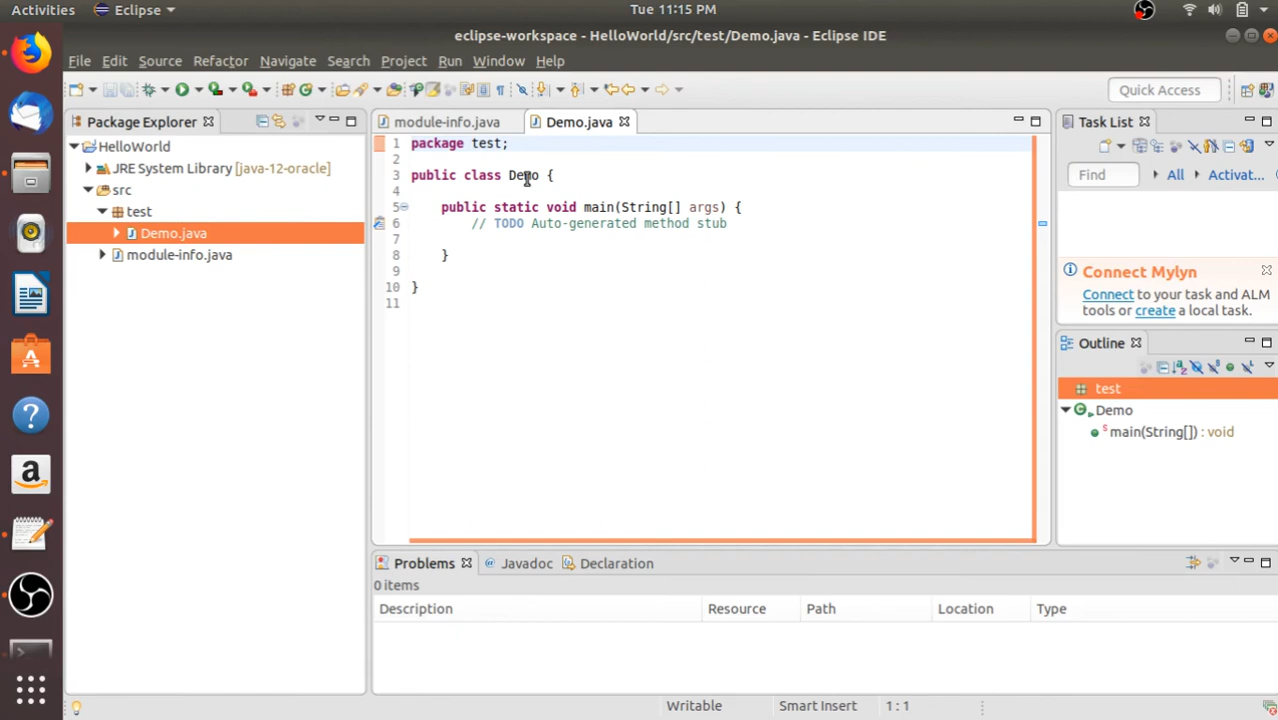 Activities Eclipse Tue 11:15 PM
eclipse-workspace - HelloWorld/src/test/Demo.java - Eclipse IDE
File Edit Source Refactor Navigate Search Project Run Window Help
Quick Access
Package Explorer
HelloWorld
JRE System Library [java-12-oracle]
src
test
Demo.java
module-info.java
module-info.java Demo.java
1 package test;
2
3 public class Demo {
4
5 public static void main(String[] args) {
6 // TODO Auto-generated method stub
7
8 }
9
10 }
11
Task List
Find All Activat...
Connect Mylyn
Connect to your task and ALM
tools or create a local task.
Outline
test
Demo
main(String[]) : void
Problems Javadoc Declaration
0 items
Description Resource Path Location Type
Writable Smart Insert 1 : 1